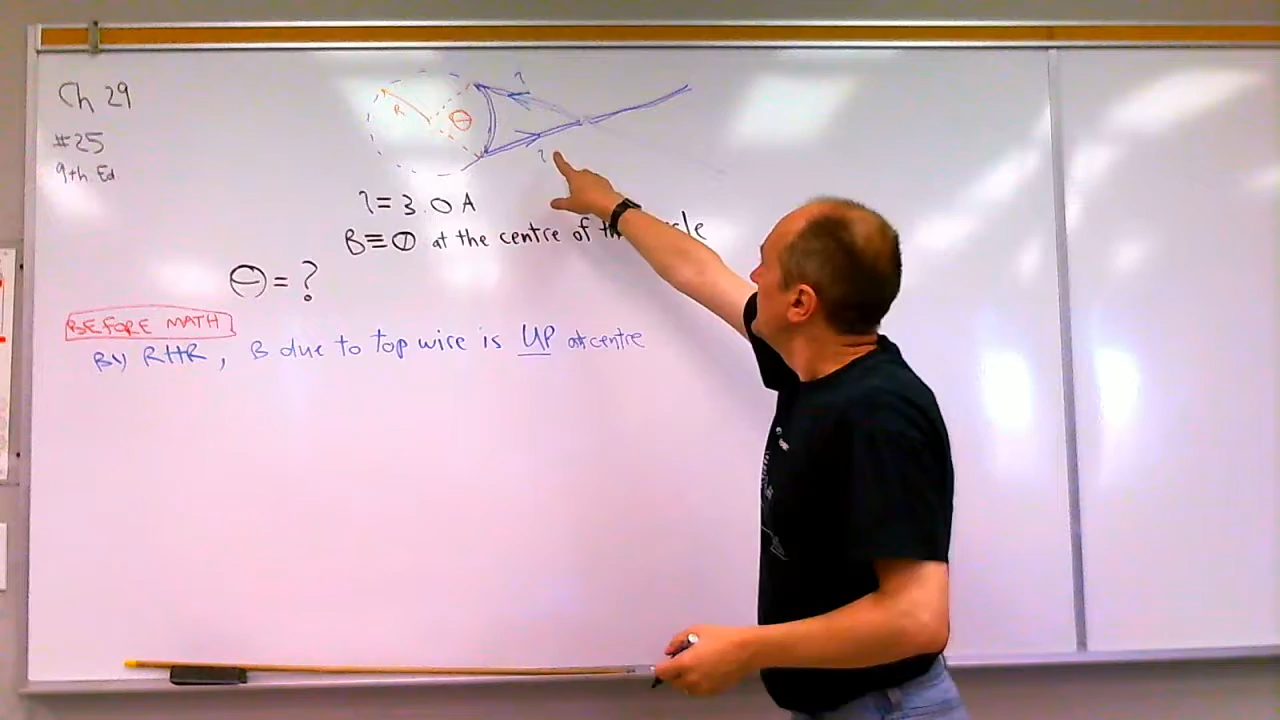 Ch 29
#25
9th Ed
R
Θ
i
i
i = 3.0 A
B ≡ 0 at the centre of
Θ = ?
BEFORE MATH
By RHR, B due to top wire is UP at centre